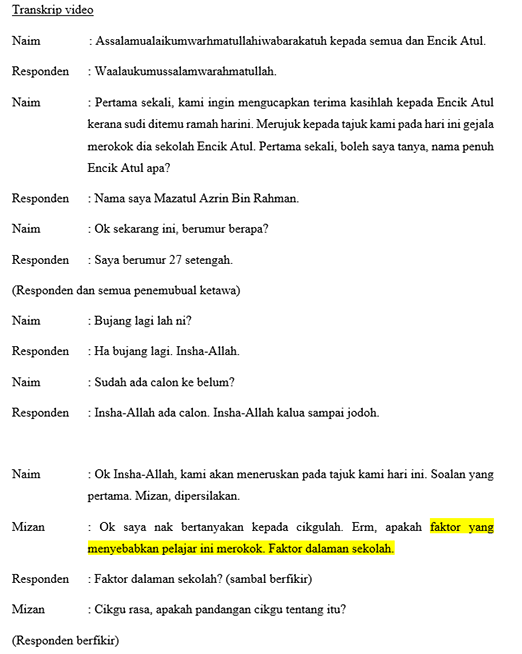 Transkrip video
Naim : Assalamualaikumwarhmatullahiwabarakatuh kepada semua dan Encik Atul.
Responden : Waalaukumussalamwarahmatullah.
Naim : Pertama sekali, kami ingin mengucapkan terima kasihlah kepada Encik Atul
kerana sudi ditemu ramah harini. Merujuk kepada tajuk kami pada hari ini gejala
merokok dia sekolah Encik Atul. Pertama sekali, boleh saya tanya, nama penuh
Encik Atul apa?
Responden : Nama saya Mazatul Azrin Bin Rahman.
Naim : Ok sekarang ini, berumur berapa?
Responden : Saya berumur 27 setengah.
(Responden dan semua penemubual ketawa)
Naim : Bujang lagi lah ni?
Responden : Ha bujang lagi. Insha-Allah.
Naim : Sudah ada calon ke belum?
Responden : Insha-Allah ada calon. Insha-Allah kalua sampai jodoh.
Naim : Ok Insha-Allah, kami akan meneruskan pada tajuk kami hari ini. Soalan yang
pertama. Mizan, dipersilakan.
Mizan : Ok saya nak bertanyakan kepada cikgulah. Erm, apakah faktor yang
menyebabkan pelajar ini merokok. Faktor dalaman sekolah.
Responden : Faktor dalaman sekolah? (sambal berfikir)
Mizan : Cikgu rasa, apakah pandangan cikgu tentang itu?
(Responden berfikir)